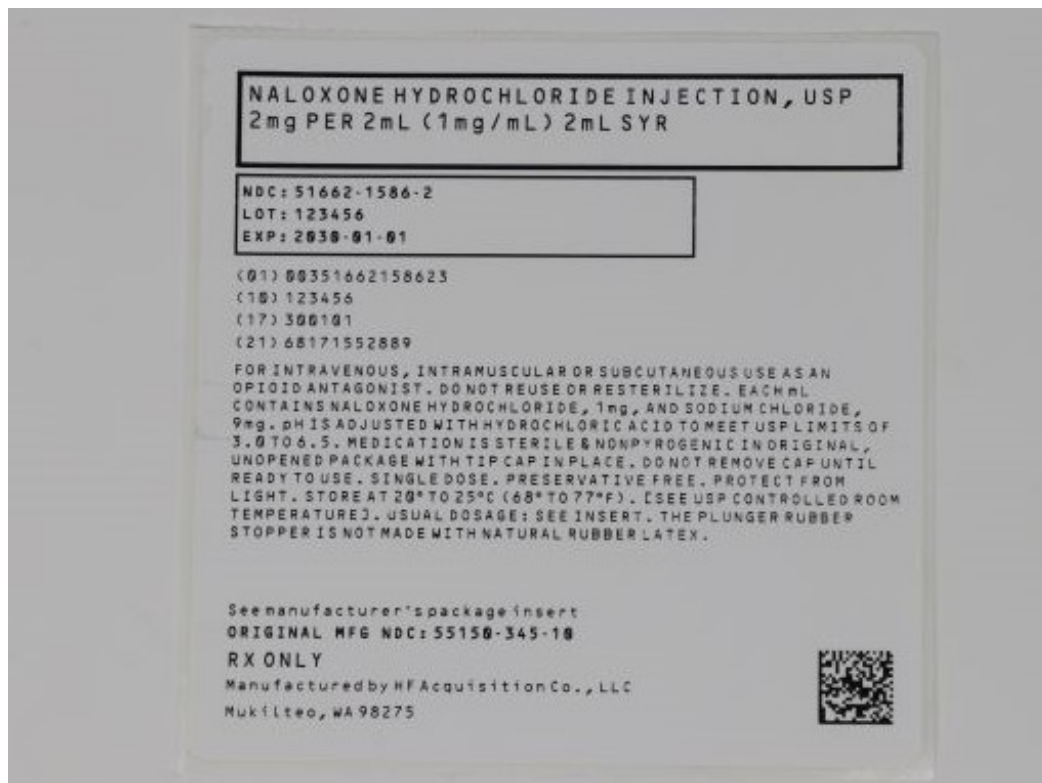 NALOXONE HYDROCHLORIDE INJECTION, USP
2mg PER 2mL (1mg/mL) 2mL SYR
NDC: 51662-1586-2
LOT: 123456
EXP: 2030-01-01
(01) 00351662158623
(10) 123456
(17) 300101
(21) 68171552889
FOR INTRAVENOUS, INTRAMUSCULAR OR SUBCUTANEOUS USE AS AN
OPIOID ANTAGONIST. DO NOT REUSE OR RESTERILIZE. EACH mL
CONTAINS NALOXONE HYDROCHLORIDE, 1mg, AND SODIUM CHLORIDE,
9mg. pH IS ADJUSTED WITH HYDROCHLORIC ACID TO MEET USP LIMITS OF
3.0 TO 6.5. MEDICATION IS STERILE & NONPYROGENIC IN ORIGINAL,
UNOPENED PACKAGE WITH TIP CAP IN PLACE. DO NOT REMOVE CAP UNTIL
READY TO USE. SINGLE DOSE. PRESERVATIVE FREE. PROTECT FROM
LIGHT. STORE AT 20° TO 25°C (68° TO 77°F). [SEE USP CONTROLLED ROOM
TEMPERATURE]. USUAL DOSAGE: SEE INSERT. THE PLUNGER RUBBER
STOPPER IS NOT MADE WITH NATURAL RUBBER LATEX.
See manufacturer's package insert
ORIGINAL MFG NDC: 55150-345-10
RX ONLY
Manufactured by HF Acquisition Co., LLC
Mukilteo, WA 98275